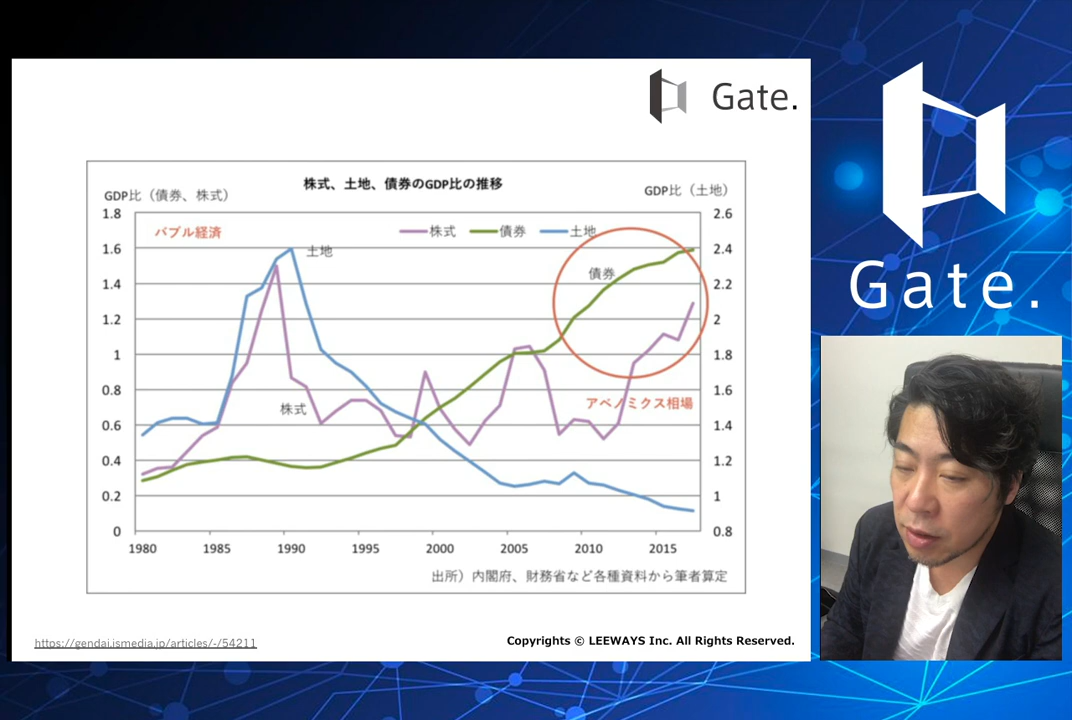 Gate.
株式、土地、債券のGDP比の推移
GDP比（債券、株式）
GDP比（土地）
1.8
1.6
1.4
1.2
1
0.8
0.6
0.4
0.2
0
2.6
2.4
2.2
2
1.8
1.6
1.4
1.2
1
0.8
バブル経済
株式 債券 土地
土地
債券
株式
アベノミクス相場
1980 1985 1990 1995 2000 2005 2010 2015
出所）内閣府、財務省など各種資料から筆者算定
https://gendai.ismedia.jp/articles/-/54211
Copyrights © LEEWAYS Inc. All Rights Reserved.
Gate.